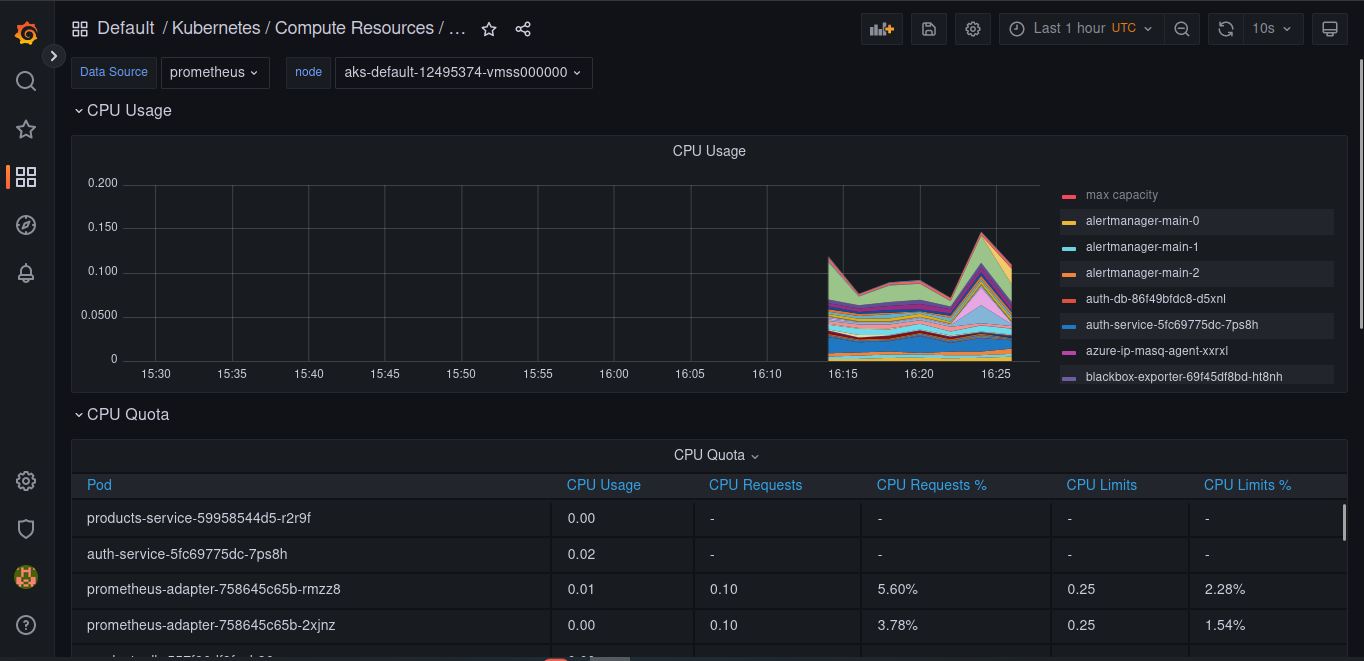 Default / Kubernetes / Compute Resources / ...
Last 1 hour UTC
10s
Data Source prometheus node aks-default-12495374-vmss000000
CPU Usage
CPU Usage
0.200
0.150
0.100
0.0500
0
15:30 15:35 15:40 15:45 15:50 15:55 16:00 16:05 16:10 16:15 16:20 16:25
max capacity
alertmanager-main-0
alertmanager-main-1
alertmanager-main-2
auth-db-86f49bfdc8-d5xnl
auth-service-5fc69775dc-7ps8h
azure-ip-masq-agent-xxrxl
blackbox-exporter-69f45df8bd-ht8nh
CPU Quota
CPU Quota
Pod CPU Usage CPU Requests CPU Requests % CPU Limits CPU Limits %
products-service-59958544d5-r2r9f 0.00 - - - -
auth-service-5fc69775dc-7ps8h 0.02 - - - -
prometheus-adapter-758645c65b-rmzz8 0.01 0.10 5.60% 0.25 2.28%
prometheus-adapter-758645c65b-2xjnz 0.00 0.10 3.78% 0.25 1.54%